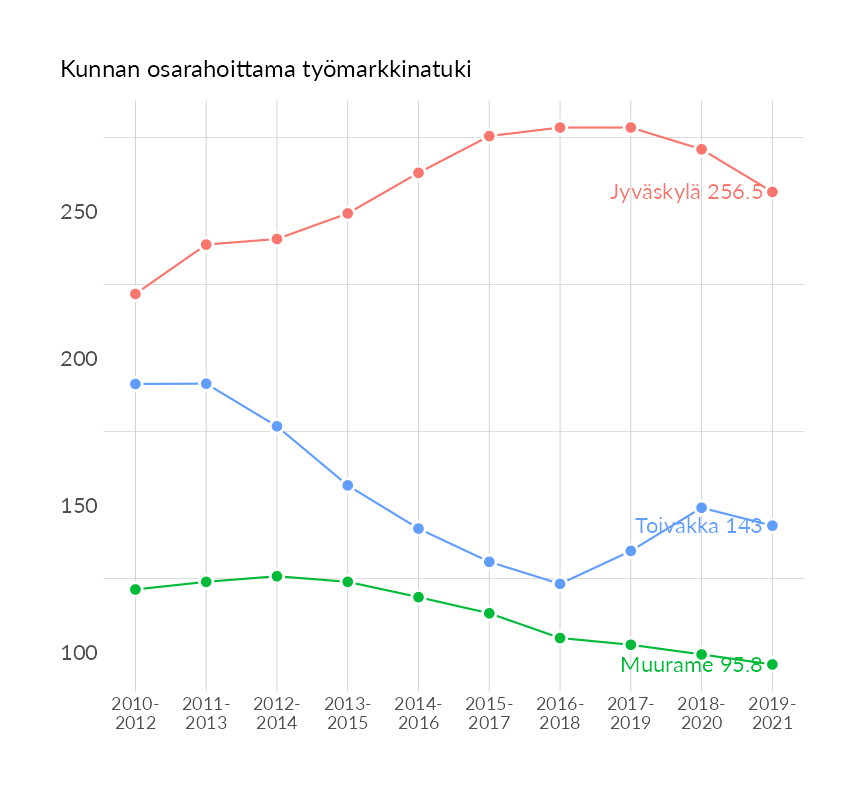 Kunnan osarahoittama työmarkkinatuki
Jyväskylä 256.5
250
200
150
Toivakka 143
100
Muurame 95.8
2010- 2011- 2012- 2013- 2014- 2015- 2016- 2017- 2018- 2019-
2012 2013 2014 2015 2016 2017 2018 2019 2020 2021